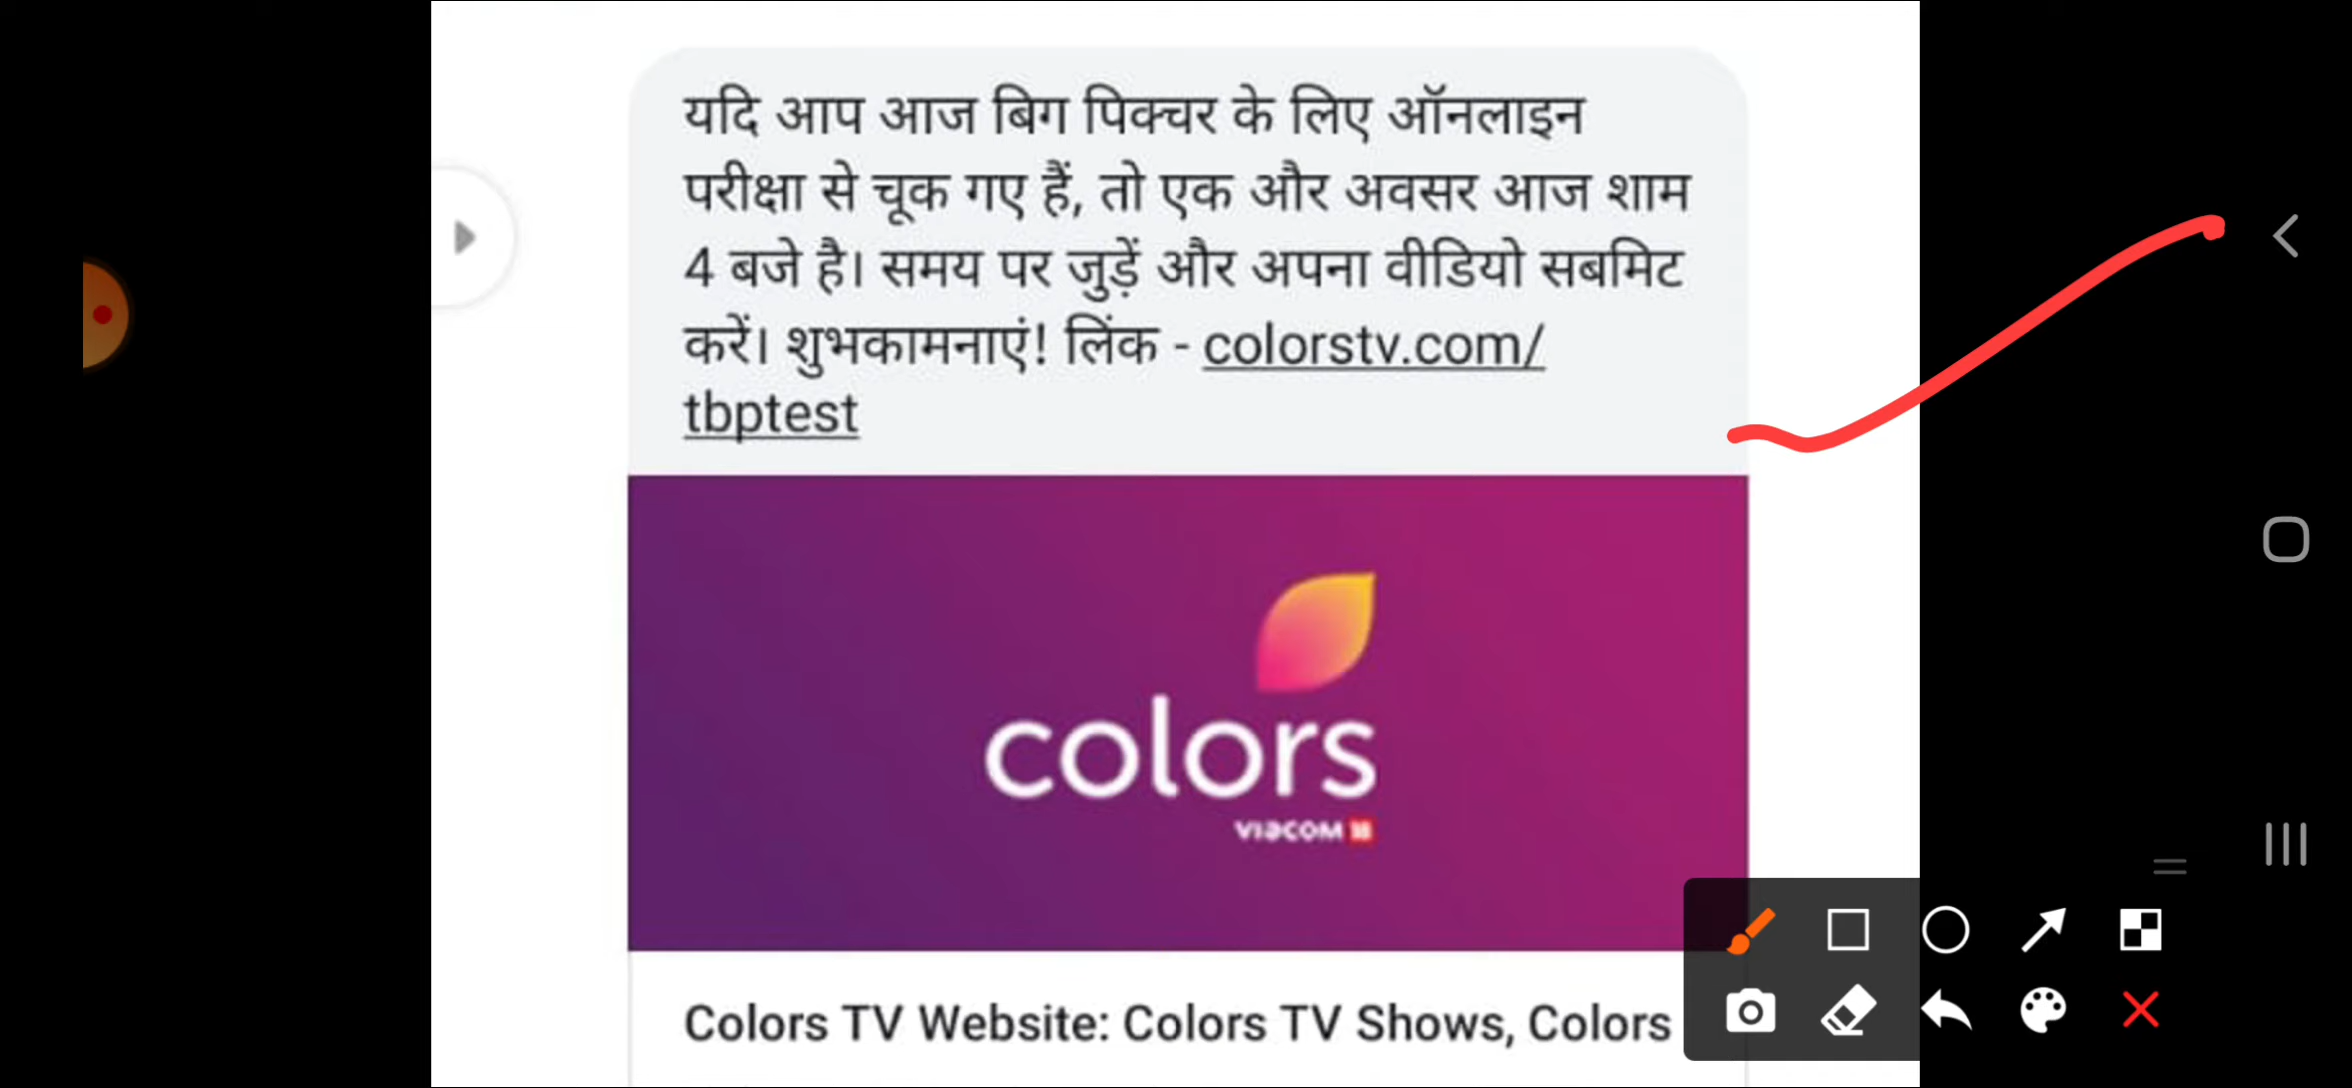 यदि आप आज बिग पिक्चर के लिए ऑनलाइन
परीक्षा से चूक गए हैं, तो एक और अवसर आज शाम
4 बजे है। समय पर जुड़ें और अपना वीडियो सबमिट
करें। शुभकामनाएं! लिंक - colorstv.com/
tbptest
colors
VIACOM 18
Colors TV Website: Colors TV Shows, Colors